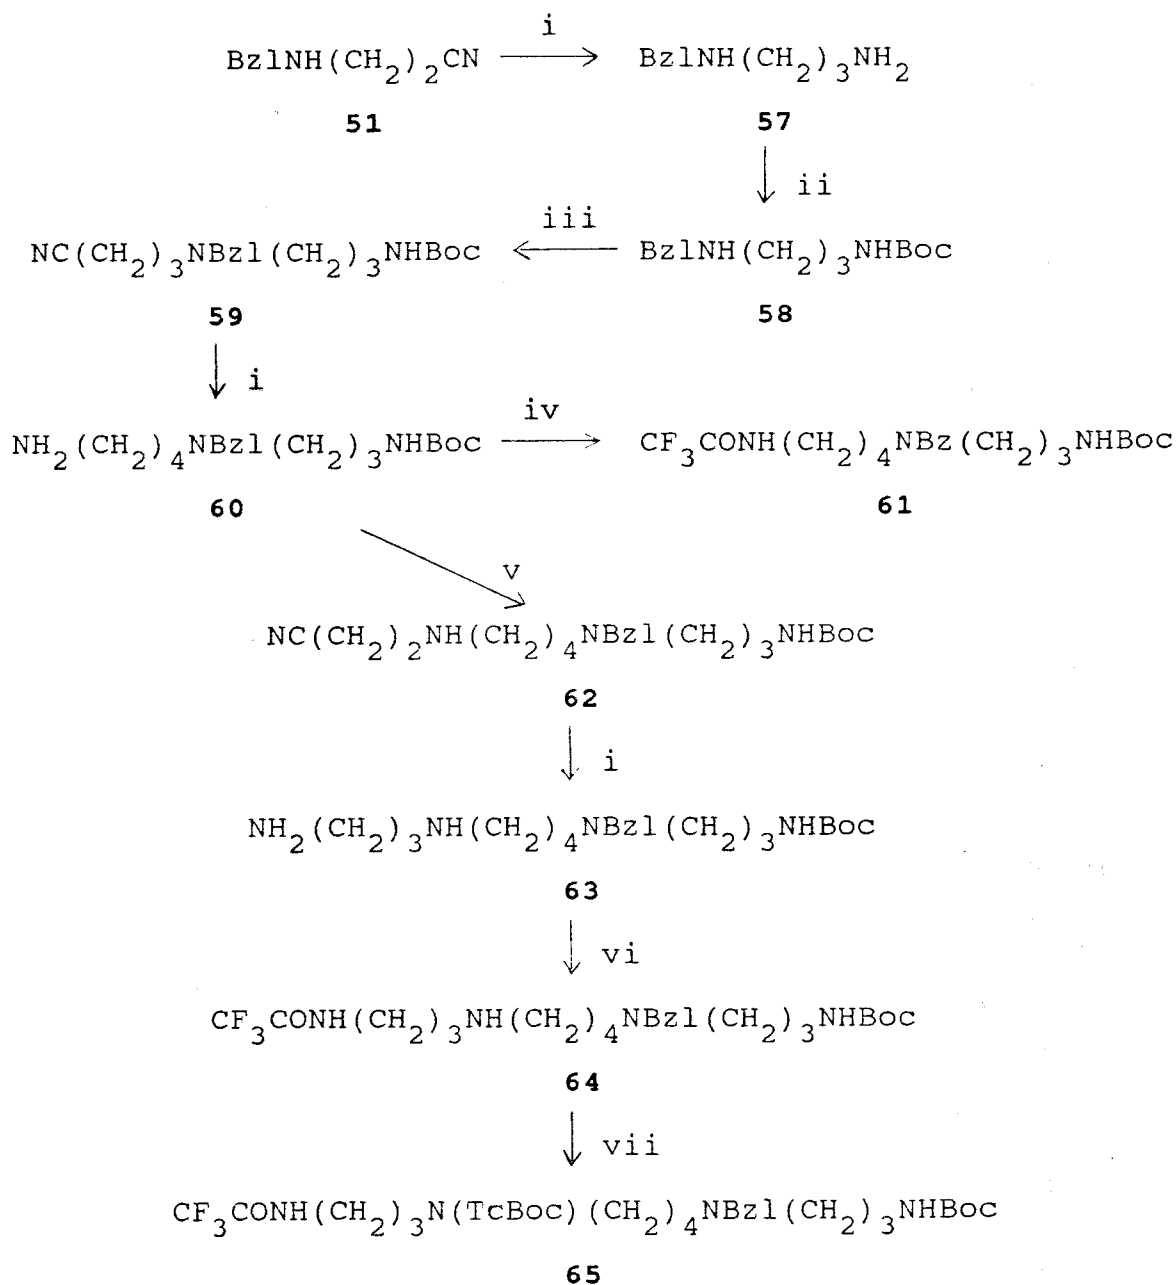 i
BzlNH(CH₂)₂CN BzlNH(CH₂)₃NH₂
51 57
ii
iii
NC(CH₂)₃NBzl(CH₂)₃NHBoc BzlNH(CH₂)₃NHBoc
59 58
i
iv
NH₂(CH₂)₄NBzl(CH₂)₃NHBoc CF₃CONH(CH₂)₄NBz(CH₂)₃NHBoc
60 61
v
NC(CH₂)₂NH(CH₂)₄NBzl(CH₂)₃NHBoc
62
i
NH₂(CH₂)₃NH(CH₂)₄NBzl(CH₂)₃NHBoc
63
vi
CF₃CONH(CH₂)₃NH(CH₂)₄NBzl(CH₂)₃NHBoc
64
vii
CF₃CONH(CH₂)₃N(TcBoc)(CH₂)₄NBzl(CH₂)₃NHBoc
65